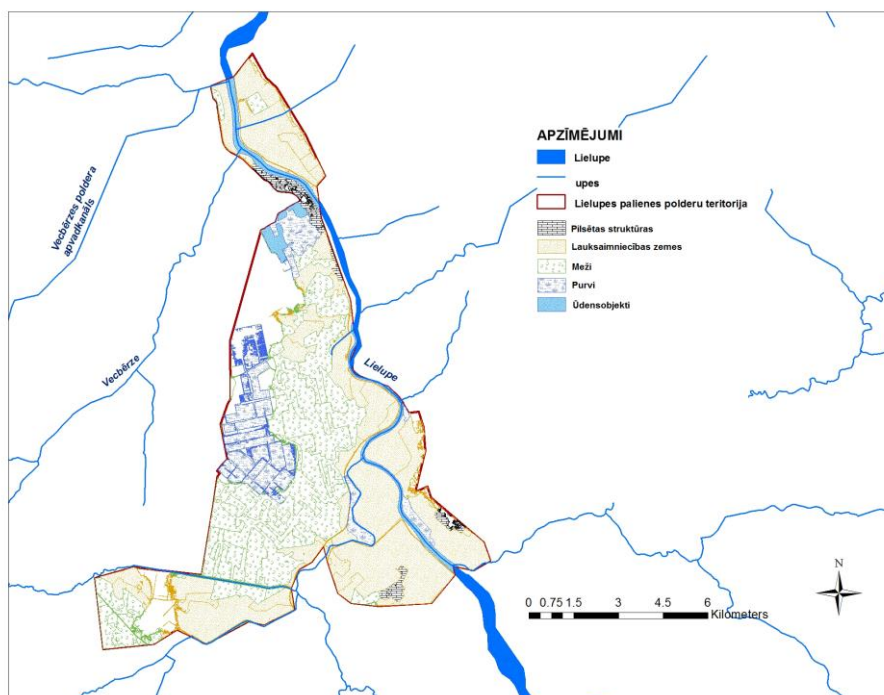 APZĪMĒJUMI
Lielupe
upes
Lielupes palienes polderu teritorija
Pilsētas struktūras
Lauksaimniecības zemes
Meži
Purvi
Ūdensobjekti
Vecbērzes poldera
apvadkanāls
Vecbērze
Lielupe
N
0 0.75 1.5 3 4.5 6
Kilometers